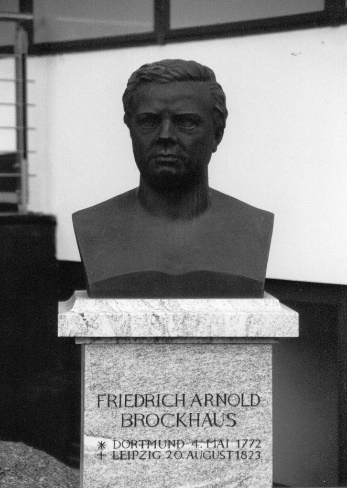 FRIEDRICH ARNOLD
BROCKHAUS
* DORTMUND 4. MAI 1772
+ LEIPZIG 20. AUGUST 1823